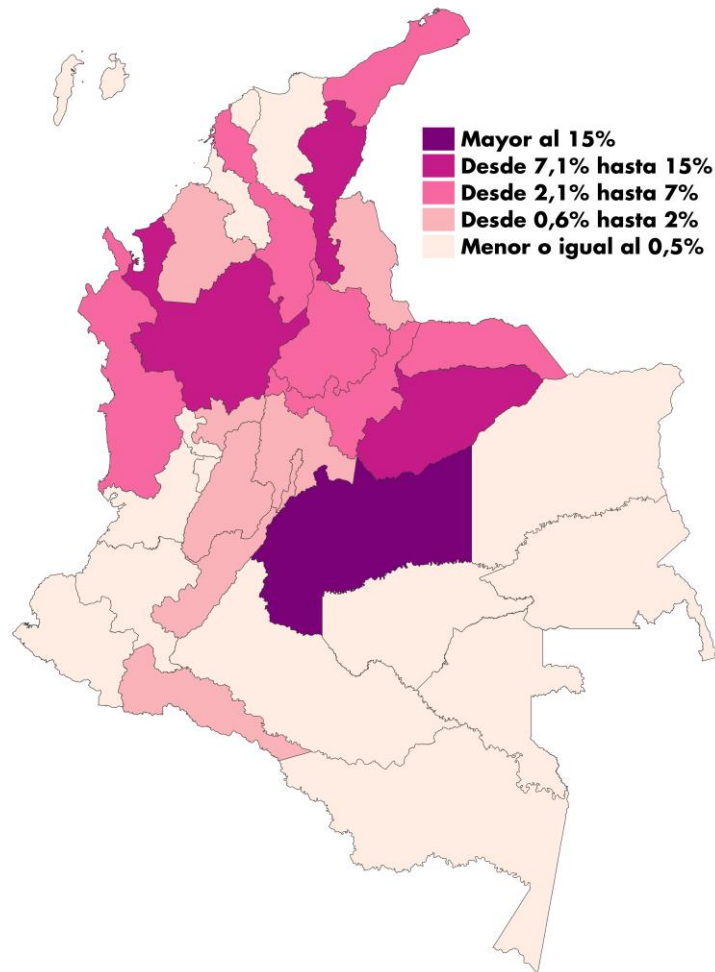 Mayor al 15%
Desde 7,1% hasta 15%
Desde 2,1% hasta 7%
Desde 0,6% hasta 2%
Menor o igual al 0,5%